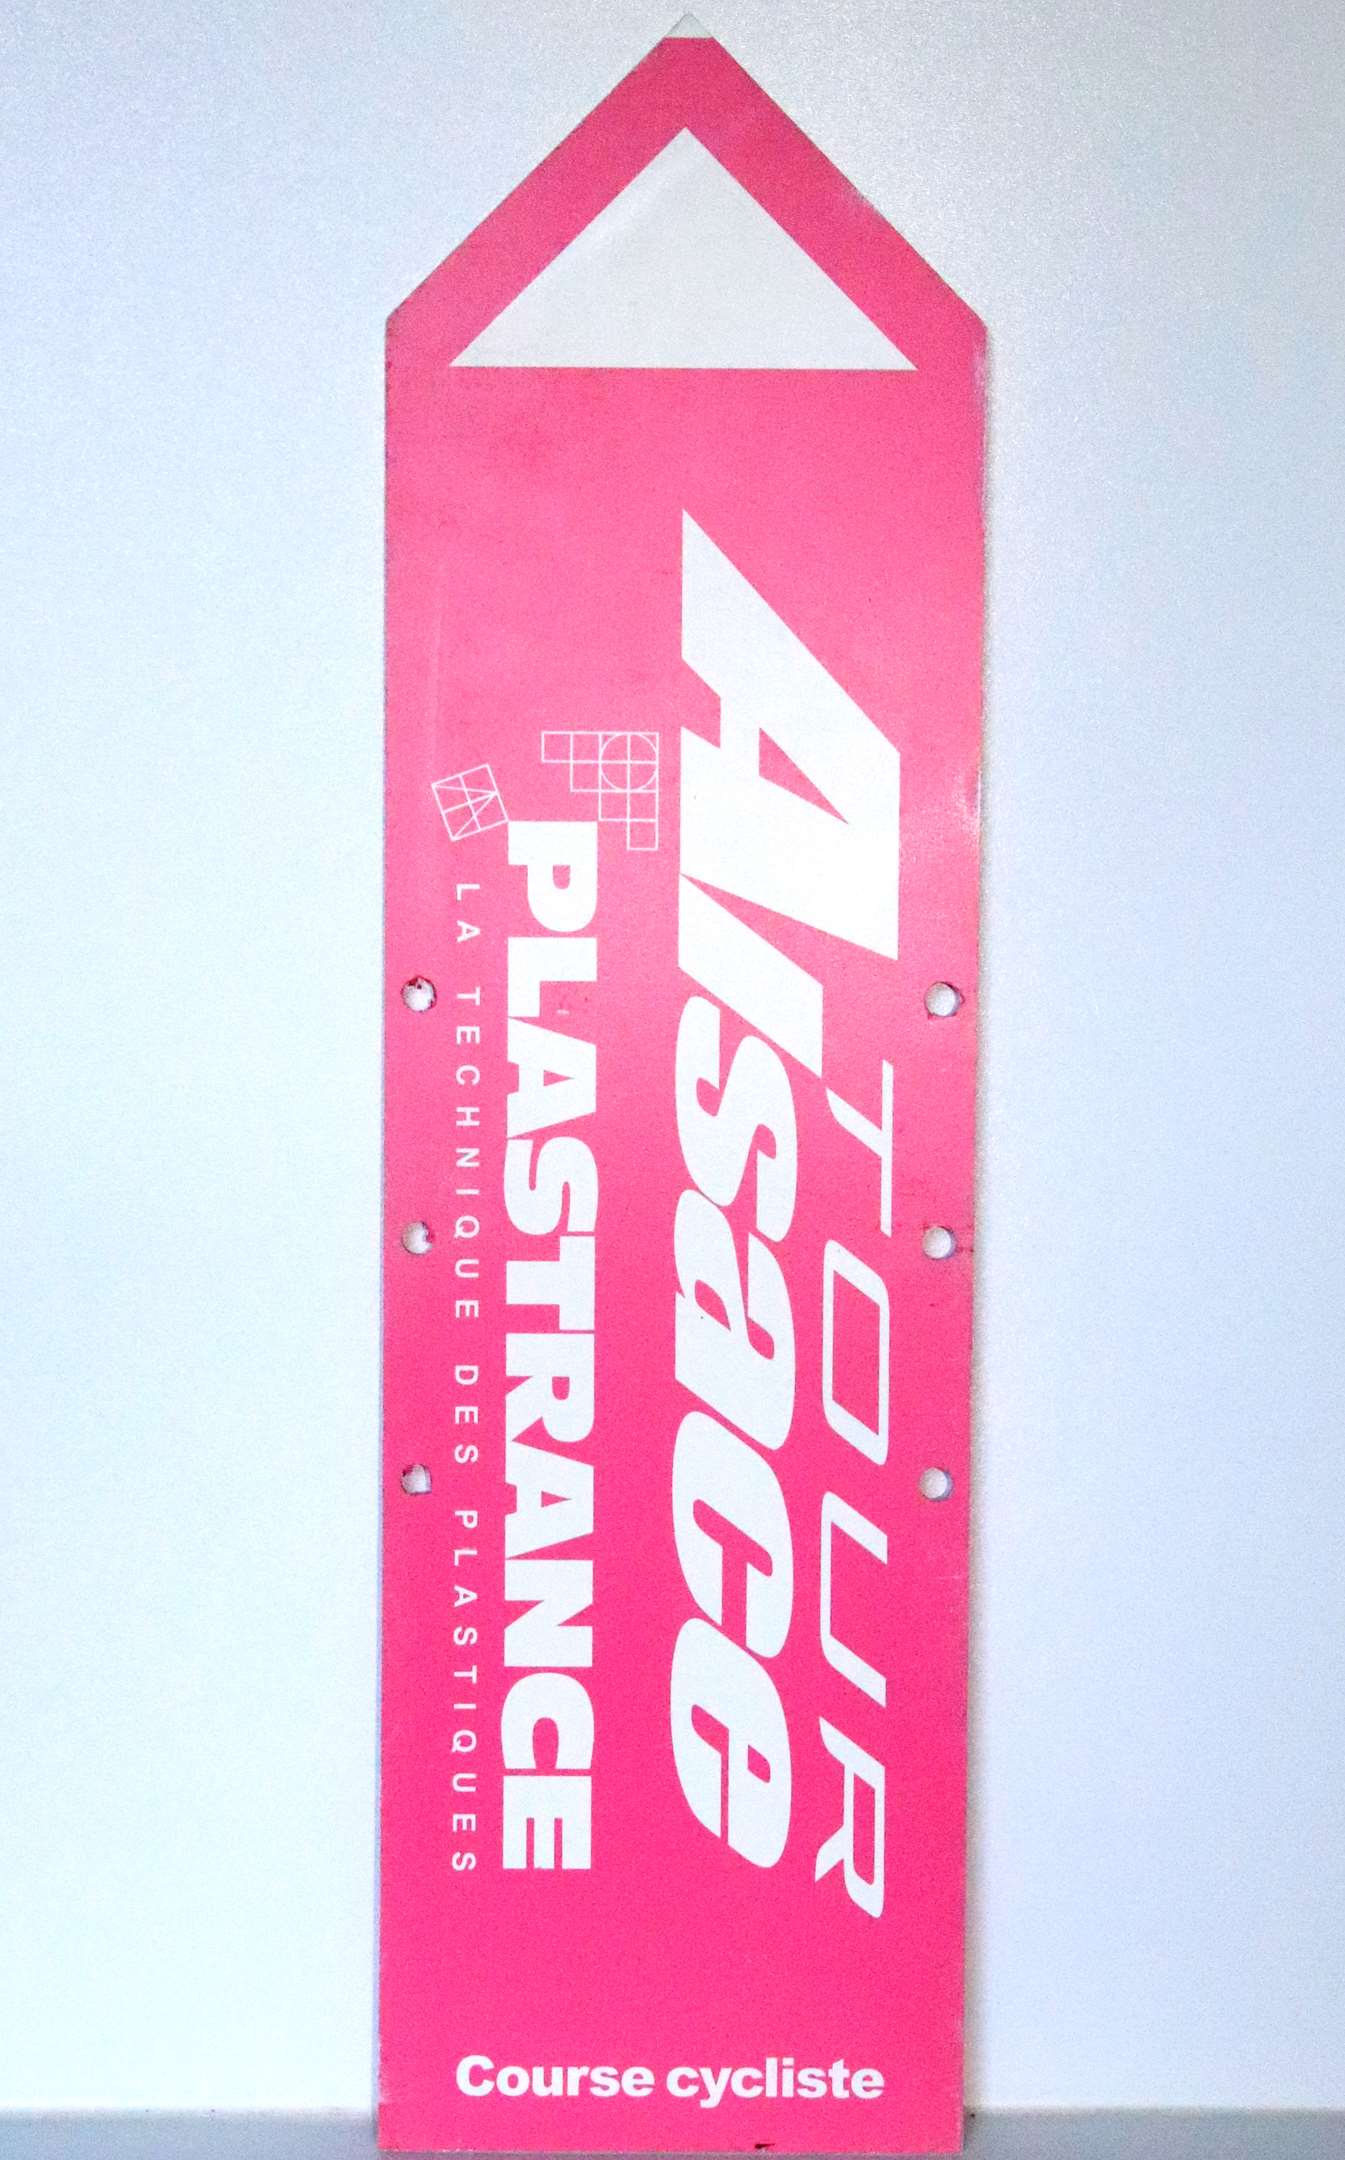 TOUR
Alsace
PLASTRANCE
LA TECHNIQUE DES PLASTIQUES
Course cycliste